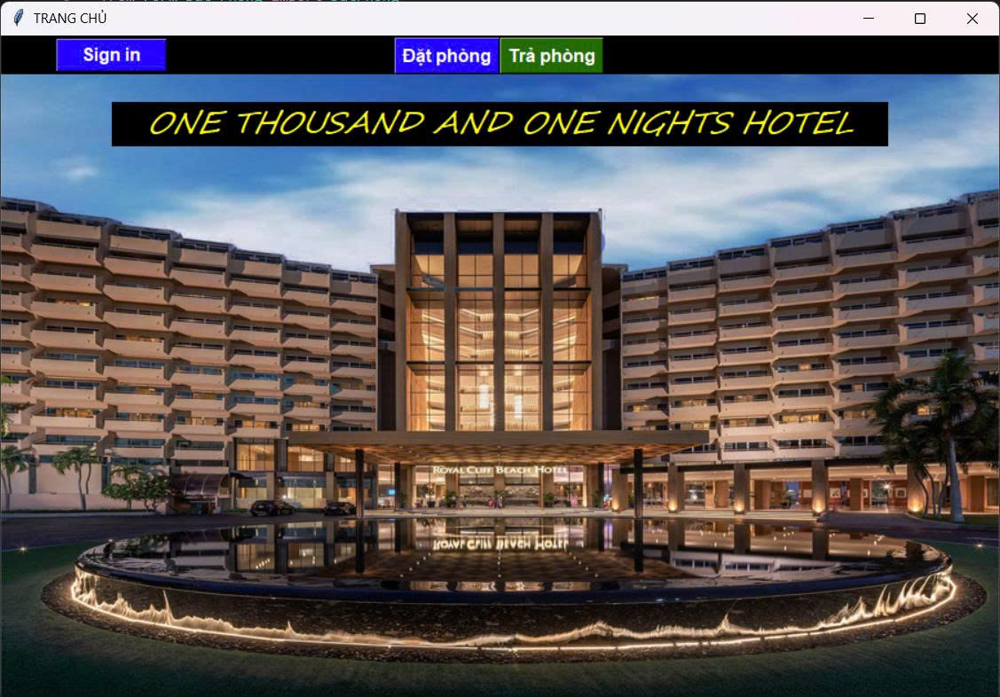 TRANG CHỦ
Sign in
Đặt phòng Trả phòng
ONE THOUSAND AND ONE NIGHTS HOTEL
ROYAL CLIFF BEACH HOTEL